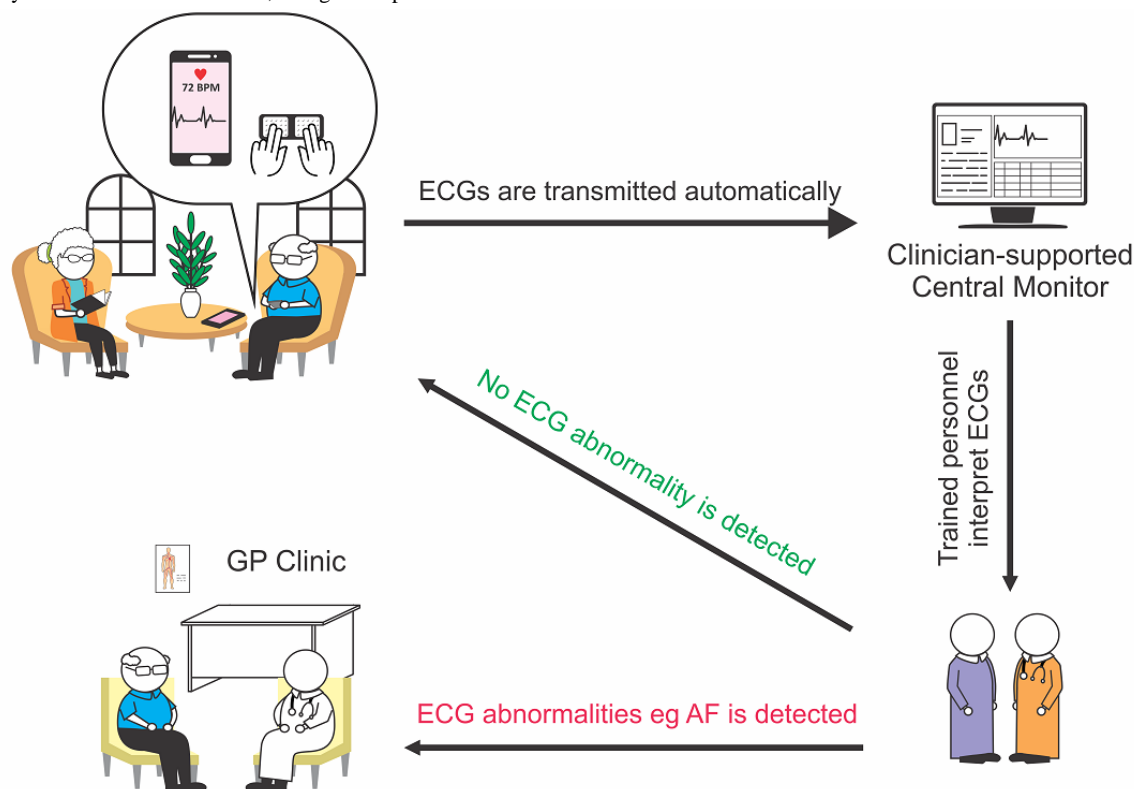 72 BPM
ECGs are transmitted automatically
Clinician-supported
Central Monitor
Trained personnel
interpret ECGs
No ECG abnormality is detected
GP Clinic
ECG abnormalities eg AF is detected